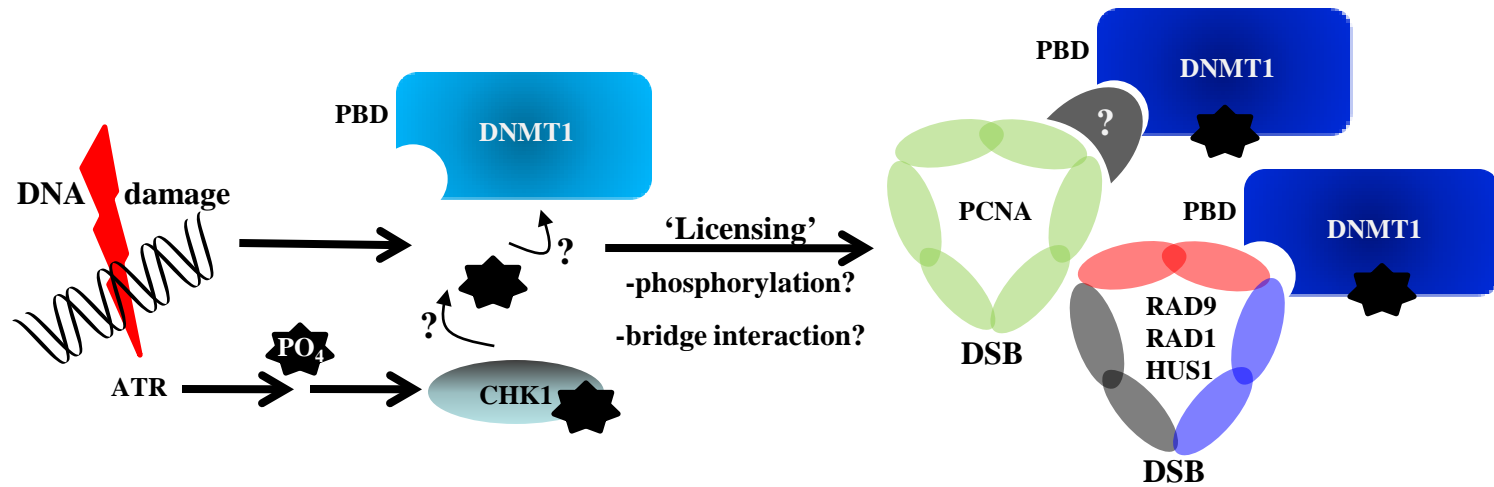 DNA damage
ATR
PO4
PBD
DNMT1
?
?
CHK1
‘Licensing’
-phosphorylation?
-bridge interaction?
PBD
DNMT1
?
PCNA
DSB
PBD
DNMT1
RAD9
RAD1
HUS1
DSB